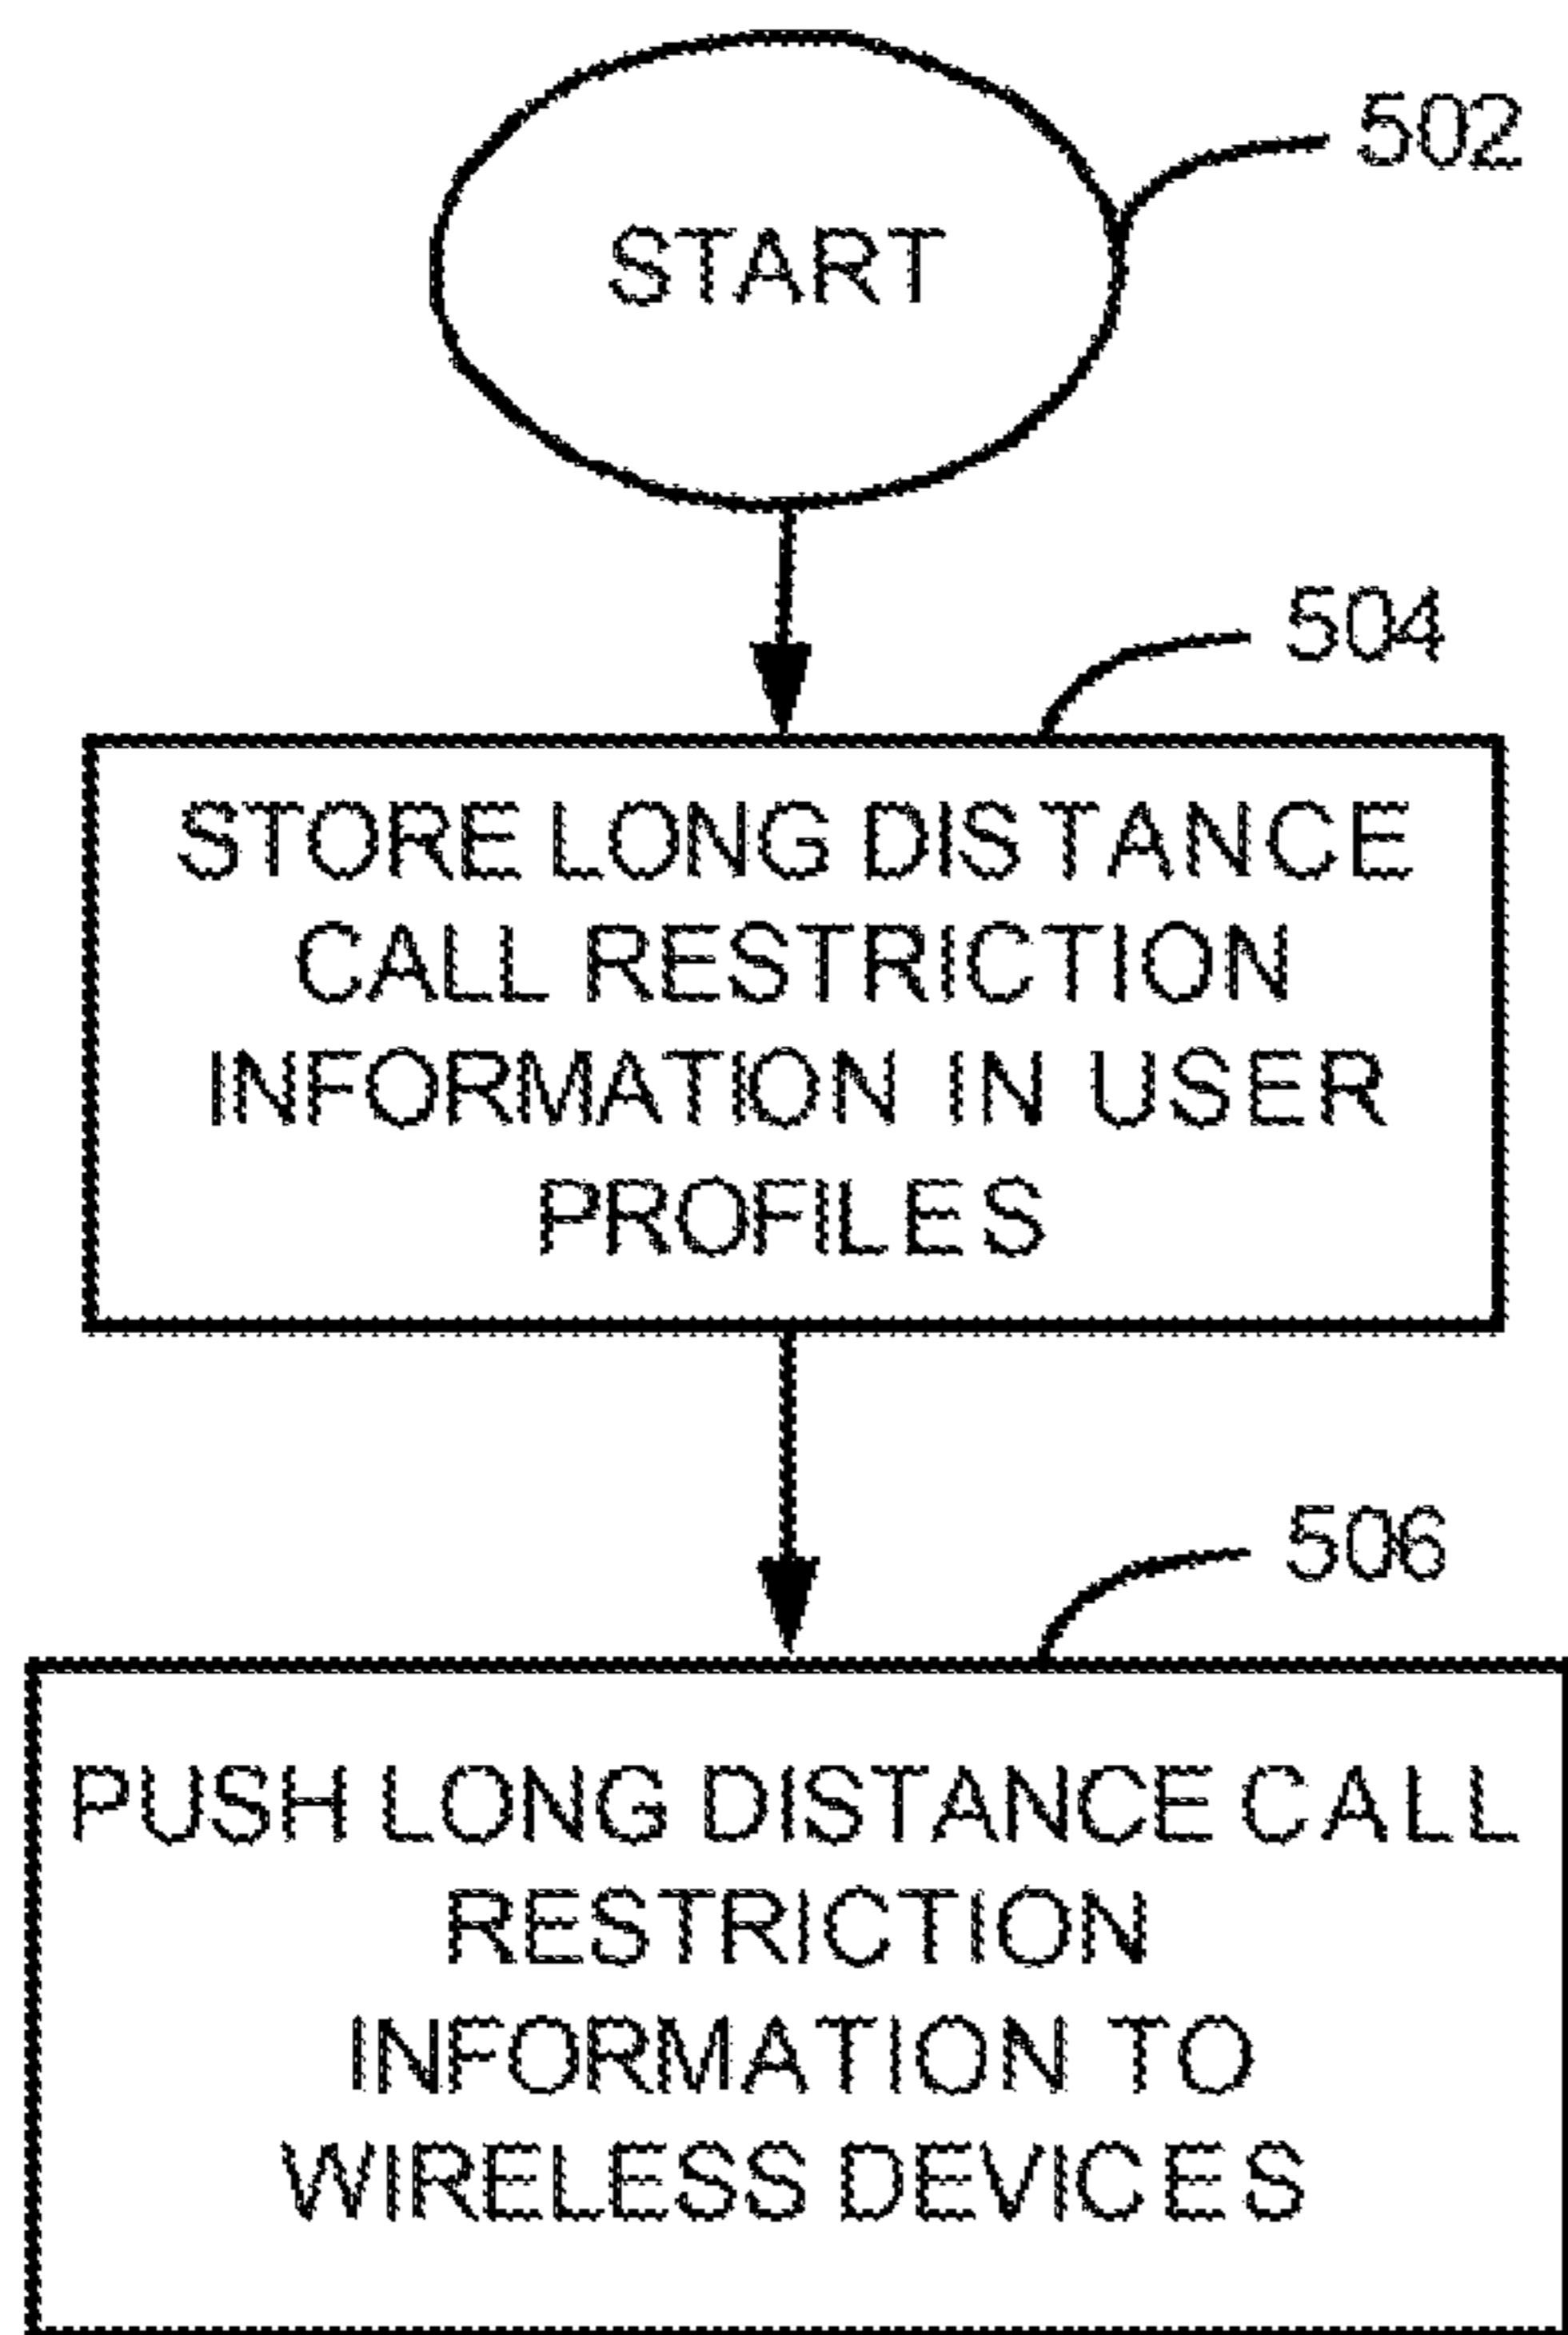 502
START
504
STORE LONG DISTANCE
CALL RESTRICTION
INFORMATION IN USER
PROFILES
506
PUSH LONG DISTANCE CALL
RESTRICTION
INFORMATION TO
WIRELESS DEVICES